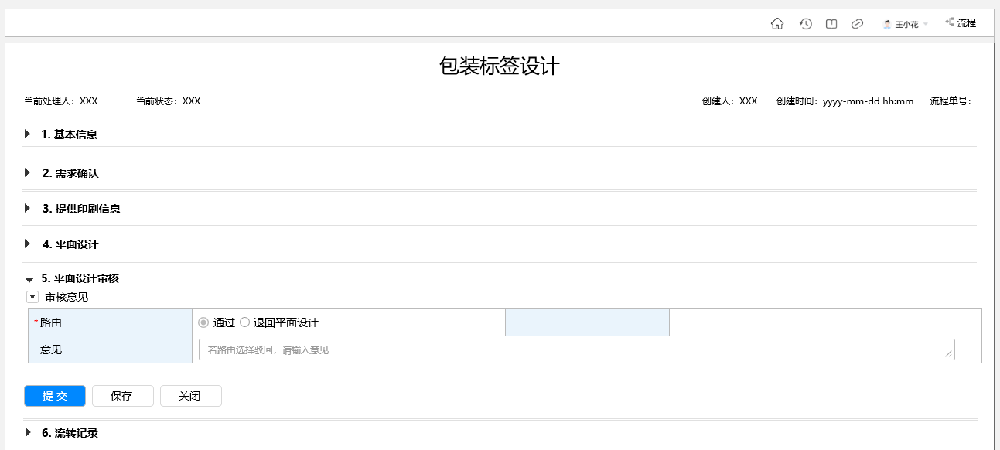 王小花 流程
包装标签设计
当前处理人：XXX 当前状态：XXX 创建人：XXX 创建时间：yyyy-mm-dd hh:mm 流程单号：
1. 基本信息
2. 需求确认
3. 提供印刷信息
4. 平面设计
5. 平面设计审核
审核意见
*路由 通过 退回平面设计
意见 若路由选择驳回，请输入意见
提 交 保存 关闭
6. 流转记录